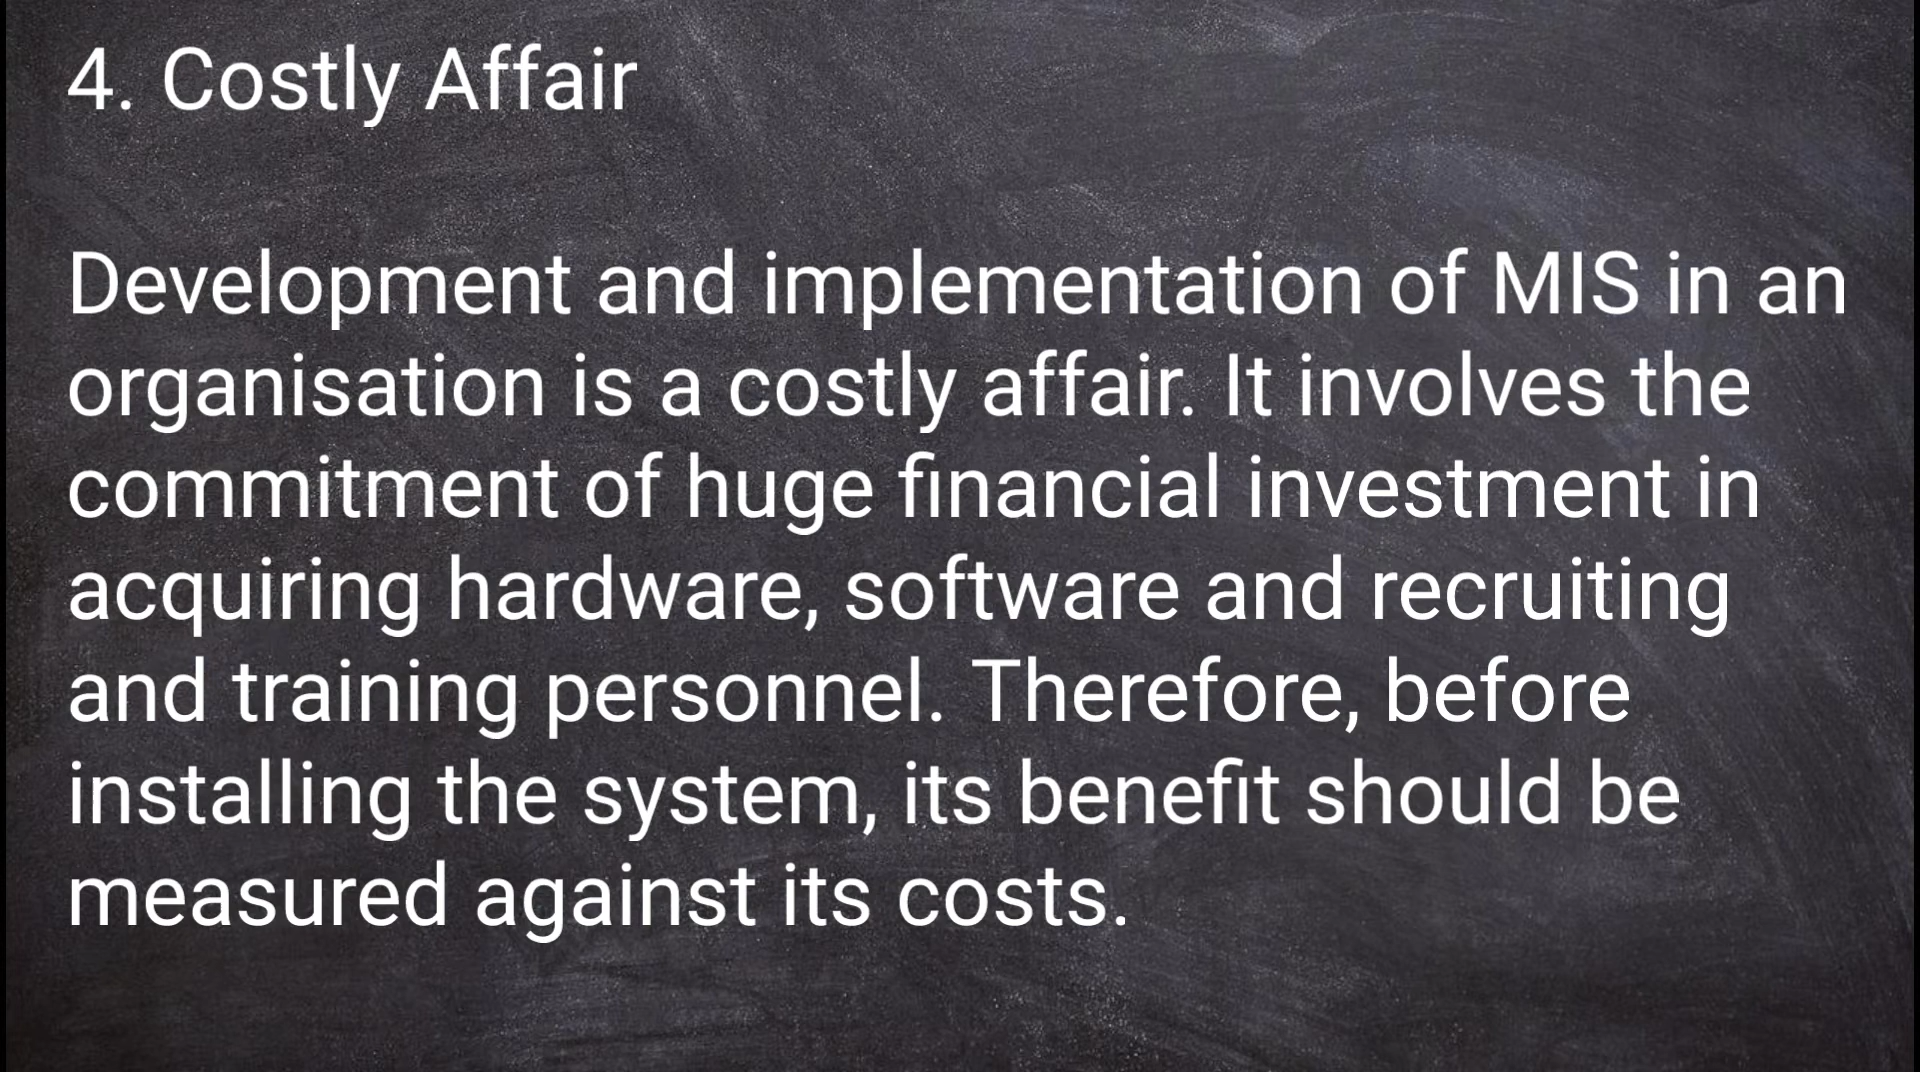 4. Costly Affair
Development and implementation of MIS in an
organisation is a costly affair. It involves the
commitment of huge financial investment in
acquiring hardware, software and recruiting
and training personnel. Therefore, before
installing the system, its benefit should be
measured against its costs.